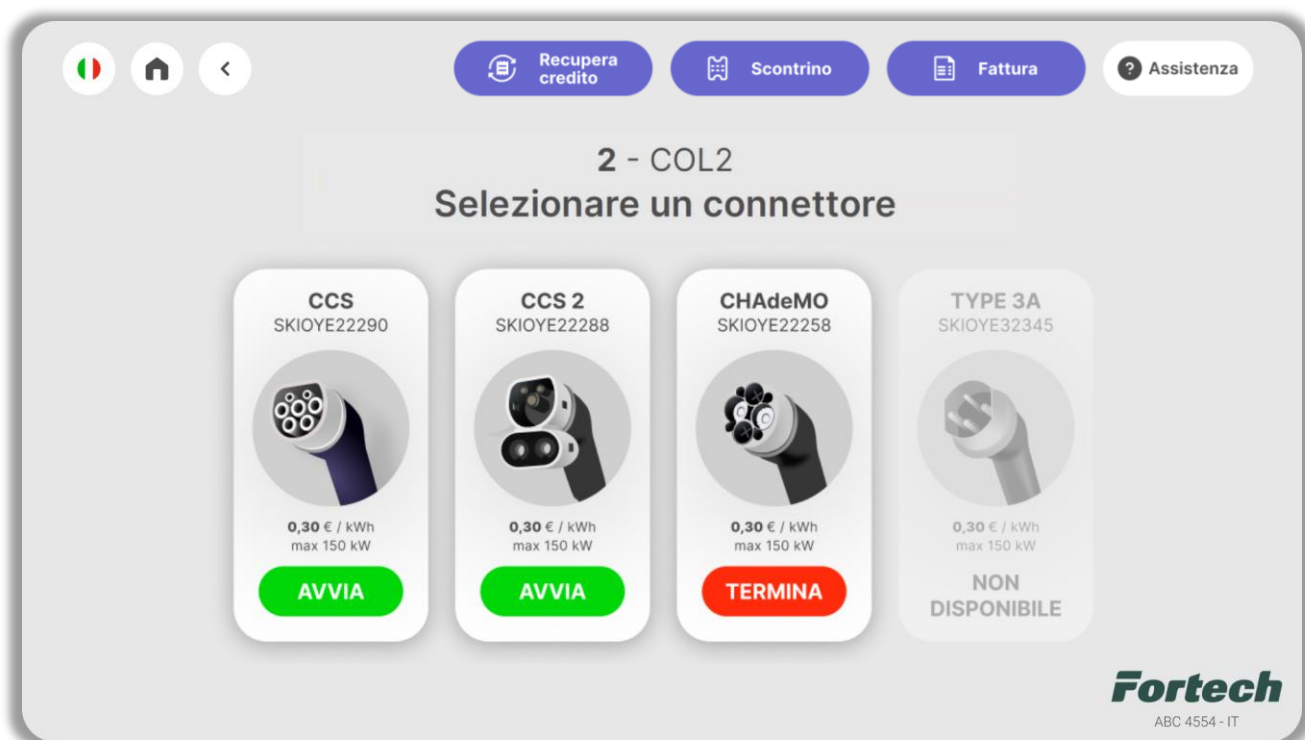 Recupera
credito
Scontrino
Fattura
? Assistenza
2 - COL2
Selezionare un connettore
CCS
SKIOYE22290
0,30 € / kWh
max 150 kW
AVVIA
CCS 2
SKIOYE22288
0,30 € / kWh
max 150 kW
AVVIA
CHAdeMO
SKIOYE22258
0,30 € / kWh
max 150 kW
TERMINA
TYPE 3A
SKIOYE32345
0,30 € / kWh
max 150 kW
NON
DISPONIBILE
Fortech
ABC 4554 - IT